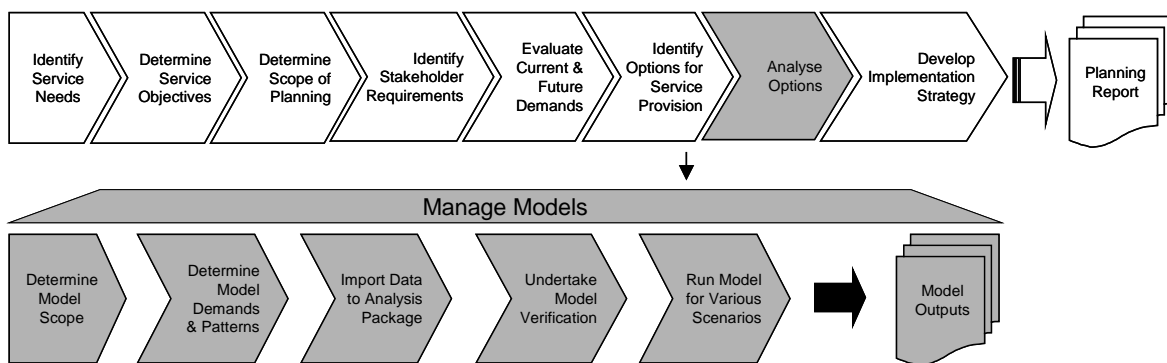 Identify
Service
Needs
Determine
Service
Objectives
Determine
Scope of
Planning
Identify
Stakeholder
Requirements
Evaluate
Current &
Future
Demands
Identify
Options for
Service
Provision
Analyse
Options
Develop
Implementation
Strategy
Planning
Report
Manage Models
Determine
Model
Scope
Determine
Model
Demands
& Patterns
Import Data
to Analysis
Package
Undertake
Model
Verification
Run Model
for Various
Scenarios
Model
Outputs